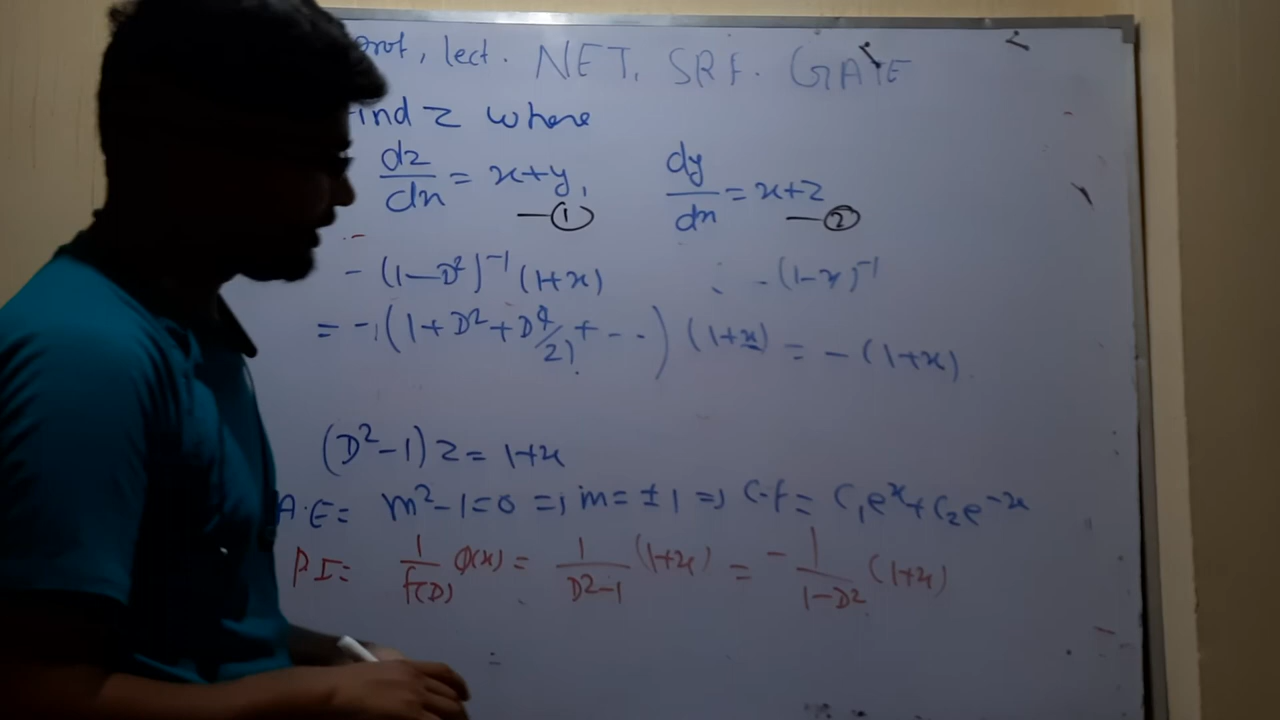 prof, lect. NET, SRF. GATE
find z where
dz/dx = x+y, —① dy/dx = x+z —②
- (1-D²)⁻¹ (1+x) - (1-x)⁻¹
= - (1+D²+D⁴/2! + - - ) (1+x) = - (1+x)
(D²-1) z = 1+x
A.E = m²-1=0 => m = ±1 => C.f = C₁eˣ+C₂e⁻ˣ
P I = 1/f(D) Q(x) = 1/D²-1 (1+x) = - 1/1-D² (1+x)